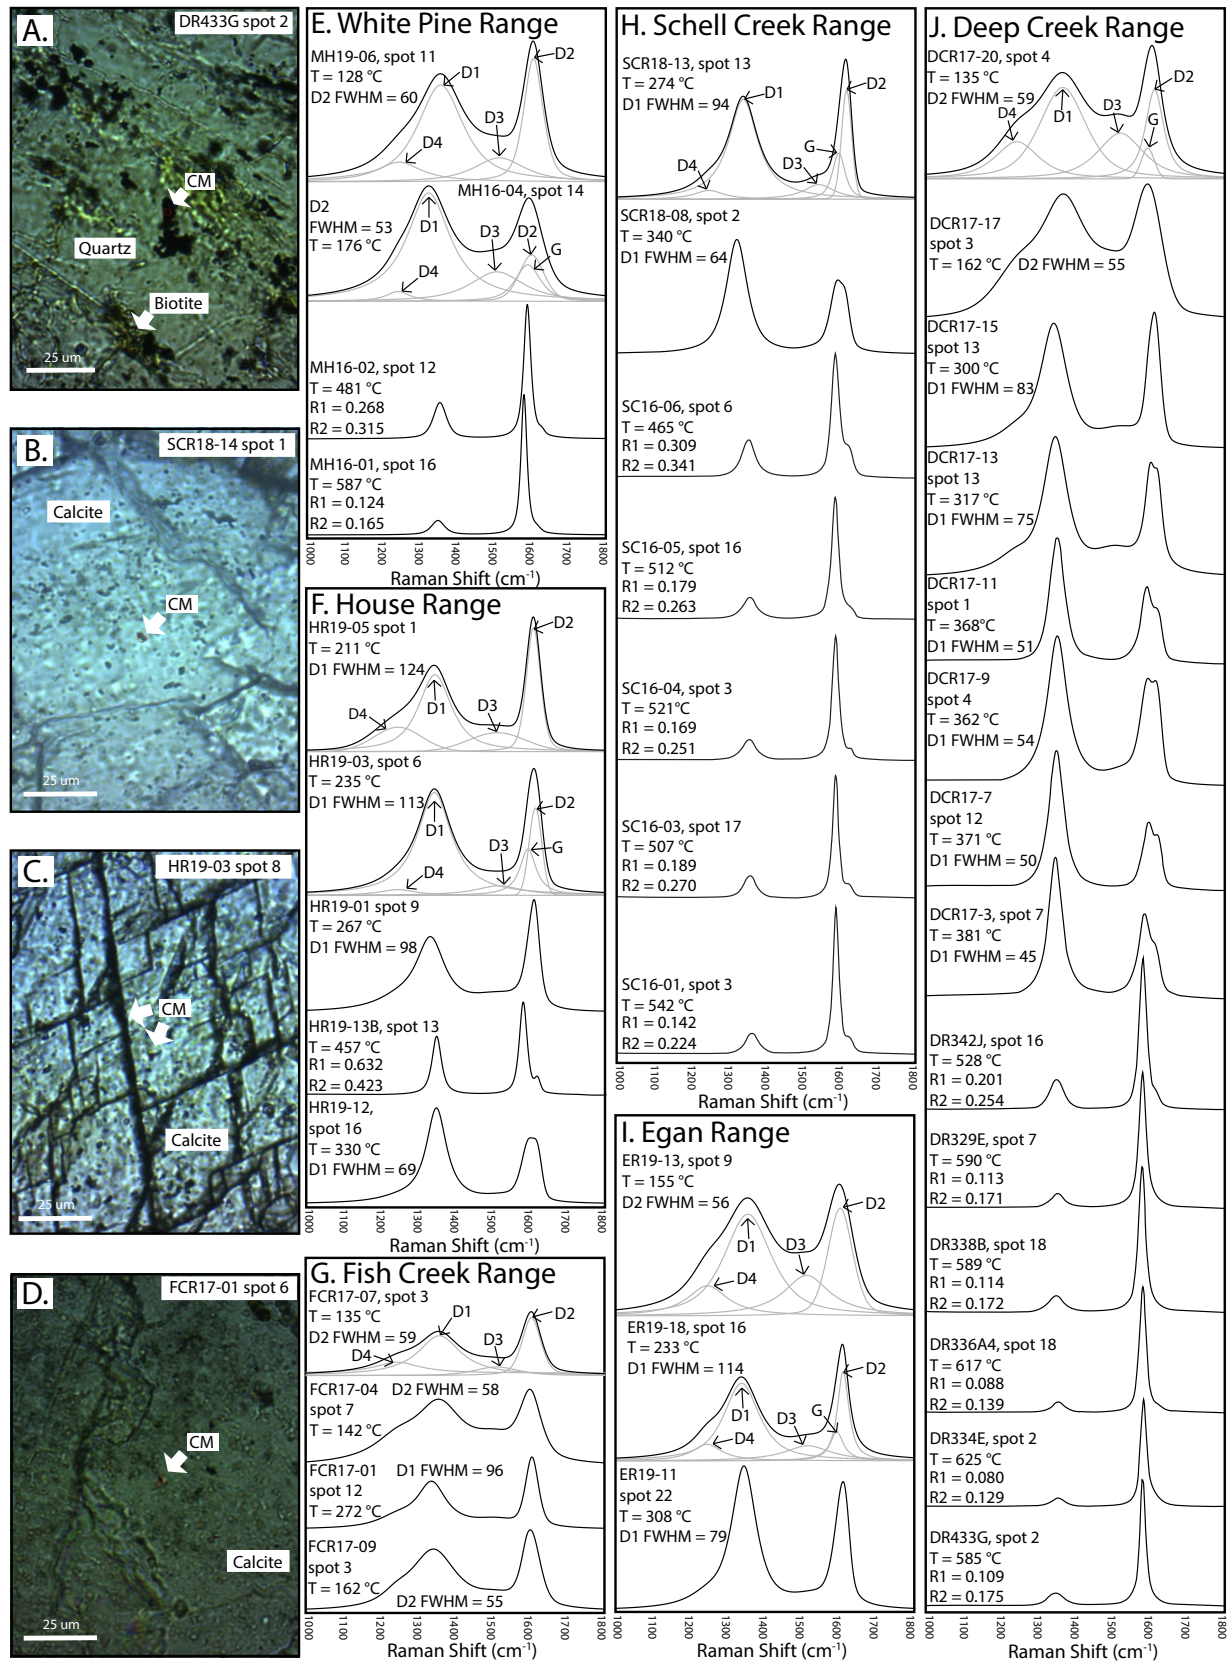 A.
DR433G spot 2
CM
Quartz
Biotite
25 um
B.
SCR18-14 spot 1
Calcite
CM
25 um
C.
HR19-03 spot 8
CM
Calcite
25 um
D.
FCR17-01 spot 6
CM
Calcite
25 um
E. White Pine Range
MH19-06, spot 11
T = 128 °C
D2 FWHM = 60
D1
D2
D3
D4
MH16-04, spot 14
D2
FWHM = 53
T = 176 °C
D1
D3
D2
G
D4
MH16-02, spot 12
T = 481 °C
R1 = 0.268
R2 = 0.315
MH16-01, spot 16
T = 587 °C
R1 = 0.124
R2 = 0.165
1000 1100 1200 1300 1400 1500 1600 1700 1800
Raman Shift (cm-1)
F. House Range
HR19-05 spot 1
T = 211 °C
D1 FWHM = 124
D2
D4
D1
D3
HR19-03, spot 6
T = 235 °C
D1 FWHM = 113
D2
D1
D3
G
D4
HR19-01 spot 9
T = 267 °C
D1 FWHM = 98
HR19-13B, spot 13
T = 457 °C
R1 = 0.632
R2 = 0.423
HR19-12,
spot 16
T = 330 °C
D1 FWHM = 69
1000 1100 1200 1300 1400 1500 1600 1700 1800
Raman Shift (cm-1)
G. Fish Creek Range
FCR17-07, spot 3
T = 135 °C
D2 FWHM = 59
D1
D2
D3
D4
FCR17-04
spot 7
T = 142 °C
D2 FWHM = 58
FCR17-01
spot 12
T = 272 °C
D1 FWHM = 96
FCR17-09
spot 3
T = 162 °C
D2 FWHM = 55
1000 1100 1200 1300 1400 1500 1600 1700 1800
Raman Shift (cm-1)
H. Schell Creek Range
SCR18-13, spot 13
T = 274 °C
D1 FWHM = 94
D1
D2
G
D3
D4
SCR18-08, spot 2
T = 340 °C
D1 FWHM = 64
SC16-06, spot 6
T = 465 °C
R1 = 0.309
R2 = 0.341
SC16-05, spot 16
T = 512 °C
R1 = 0.179
R2 = 0.263
SC16-04, spot 3
T = 521°C
R1 = 0.169
R2 = 0.251
SC16-03, spot 17
T = 507 °C
R1 = 0.189
R2 = 0.270
SC16-01, spot 3
T = 542 °C
R1 = 0.142
R2 = 0.224
1000 1100 1200 1300 1400 1500 1600 1700 1800
Raman Shift (cm-1)
I. Egan Range
ER19-13, spot 9
T = 155 °C
D2 FWHM = 56
D2
D1
D3
D4
ER19-18, spot 16
T = 233 °C
D1 FWHM = 114
D2
D1
D3
G
D4
ER19-11
spot 22
T = 308 °C
D1 FWHM = 79
1000 1100 1200 1300 1400 1500 1600 1700 1800
Raman Shift (cm-1)
J. Deep Creek Range
DCR17-20, spot 4
T = 135 °C
D2 FWHM = 59
D2
D4
D1
D3
G
DCR17-17
spot 3
T = 162 °C
D2 FWHM = 55
DCR17-15
spot 13
T = 300 °C
D1 FWHM = 83
DCR17-13
spot 13
T = 317 °C
D1 FWHM = 75
DCR17-11
spot 1
T = 368°C
D1 FWHM = 51
DCR17-9
spot 4
T = 362 °C
D1 FWHM = 54
DCR17-7
spot 12
T = 371 °C
D1 FWHM = 50
DCR17-3, spot 7
T = 381 °C
D1 FWHM = 45
DR342J, spot 16
T = 528 °C
R1 = 0.201
R2 = 0.254
DR329E, spot 7
T = 590 °C
R1 = 0.113
R2 = 0.171
DR338B, spot 18
T = 589 °C
R1 = 0.114
R2 = 0.172
DR336A4, spot 18
T = 617 °C
R1 = 0.088
R2 = 0.139
DR334E, spot 2
T = 625 °C
R1 = 0.080
R2 = 0.129
DR433G, spot 2
T = 585 °C
R1 = 0.109
R2 = 0.175
1000 1100 1200 1300 1400 1500 1600 1700 1800
Raman Shift (cm-1)